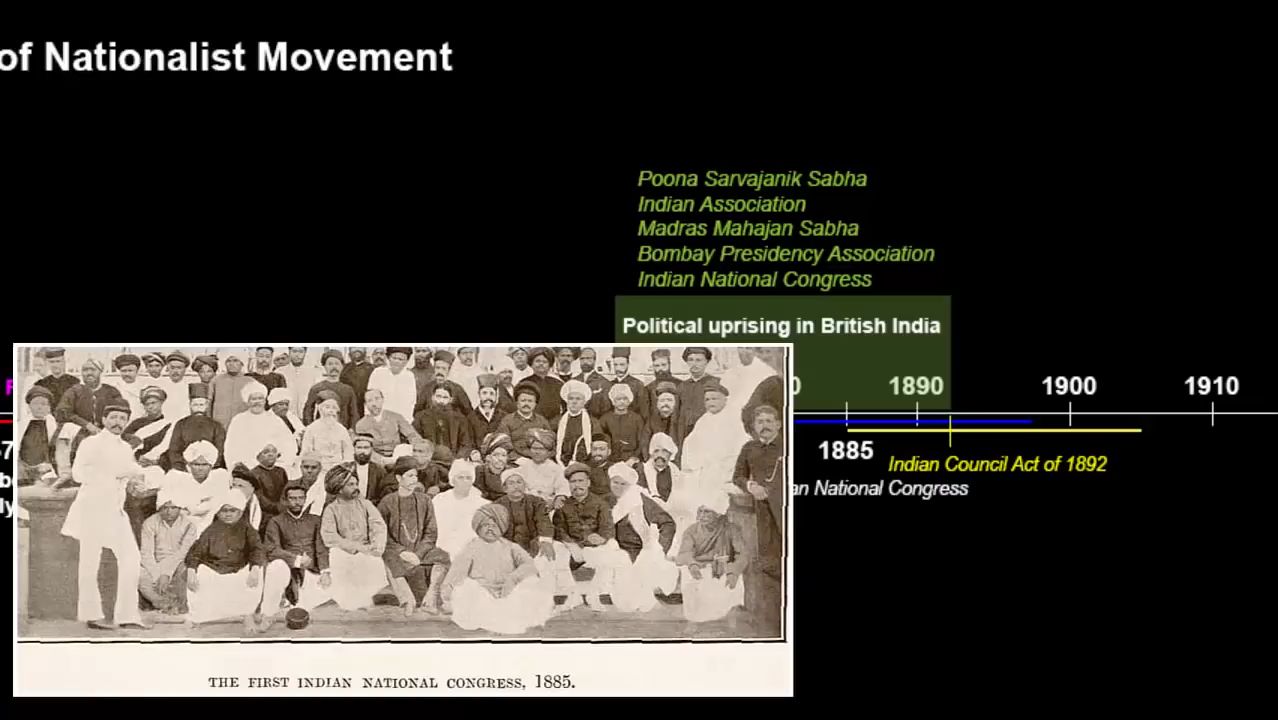 of Nationalist Movement
Poona Sarvajanik Sabha
Indian Association
Madras Mahajan Sabha
Bombay Presidency Association
Indian National Congress
Political uprising in British India
0 1890 1900 1910
1885
Indian Council Act of 1892
an National Congress
THE FIRST INDIAN NATIONAL CONGRESS, 1885.